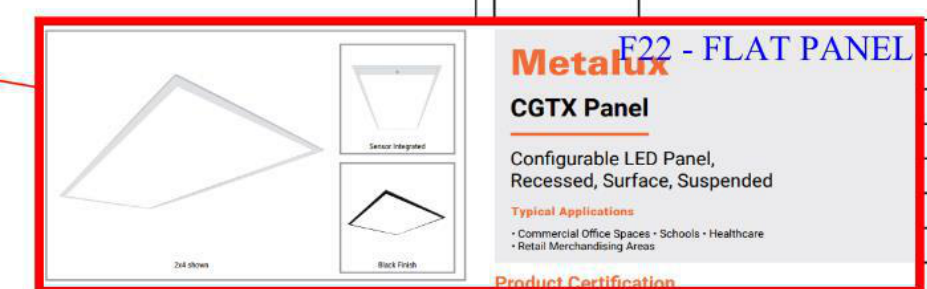 Sensor Integrated
Black Finish
2x4 shown
F22 - FLAT PANEL
Metalux
CGTX Panel
Configurable LED Panel,
Recessed, Surface, Suspended
Typical Applications
· Commercial Office Spaces · Schools · Healthcare
· Retail Merchandising Areas
Product Certification